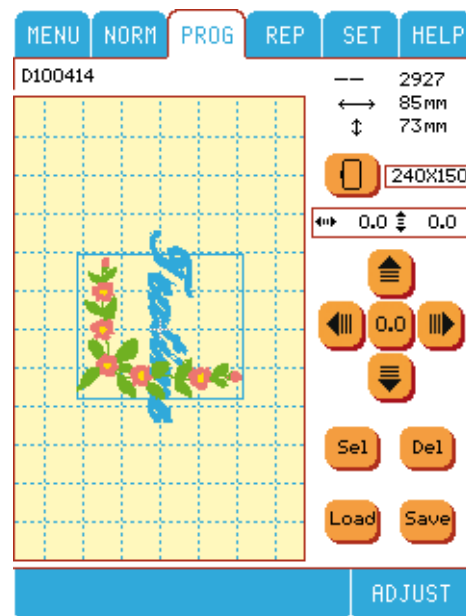 MENU NORM PROG REP SET HELP
D100414
-- 2927
85MM
73MM
240X150
0.0 0.0
0.0
Sel Del
Load Save
ADJUST